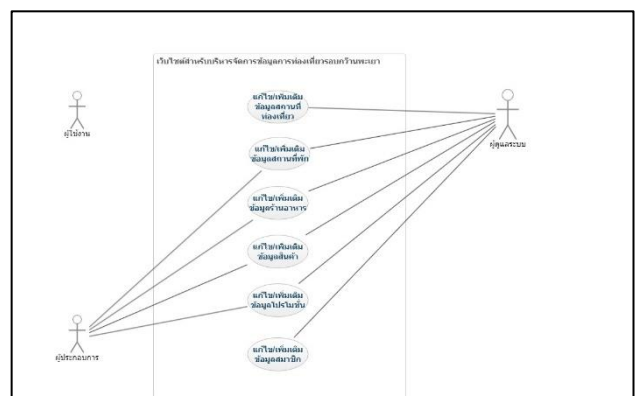 เว็บไซต์สำหรับบริหารจัดการข้อมูลการท่องเที่ยวรอบกว๊านพะเยา
แก้ไข/เพิ่มเติม
ข้อมูลสถานที่
ท่องเที่ยว
ผู้ใช้งาน
ผู้ดูแลระบบ
แก้ไข/เพิ่มเติม
ข้อมูลสถานที่พัก
แก้ไข/เพิ่มเติม
ข้อมูลร้านอาหาร
แก้ไข/เพิ่มเติม
ข้อมูลสินค้า
แก้ไข/เพิ่มเติม
ข้อมูลโปรโมชั่น
แก้ไข/เพิ่มเติม
ข้อมูลสมาชิก
ผู้ประกอบการ